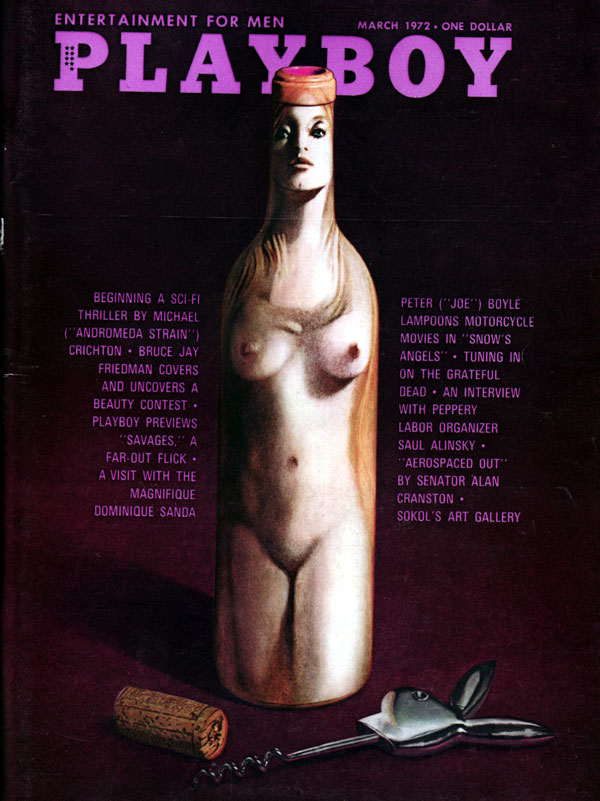 ENTERTAINMENT FOR MEN
MARCH 1972 • ONE DOLLAR
PLAYBOY
BEGINNING A SCI-FI
THRILLER BY MICHAEL
("ANDROMEDA STRAIN")
CRICHTON • BRUCE JAY
FRIEDMAN COVERS
AND UNCOVERS A
BEAUTY CONTEST •
PLAYBOY PREVIEWS
"SAVAGES," A
FAR-OUT FLICK •
A VISIT WITH THE
MAGNIFIQUE
DOMINIQUE SANDA
PETER ("JOE") BOYLE
LAMPOONS MOTORCYCLE
MOVIES IN "SNOW'S
ANGELS" • TUNING IN
ON THE GRATEFUL
DEAD • AN INTERVIEW
WITH PEPPERY
LABOR ORGANIZER
SAUL ALINSKY •
"AEROSPACED OUT"
BY SENATOR ALAN
CRANSTON •
SOKOL'S ART GALLERY